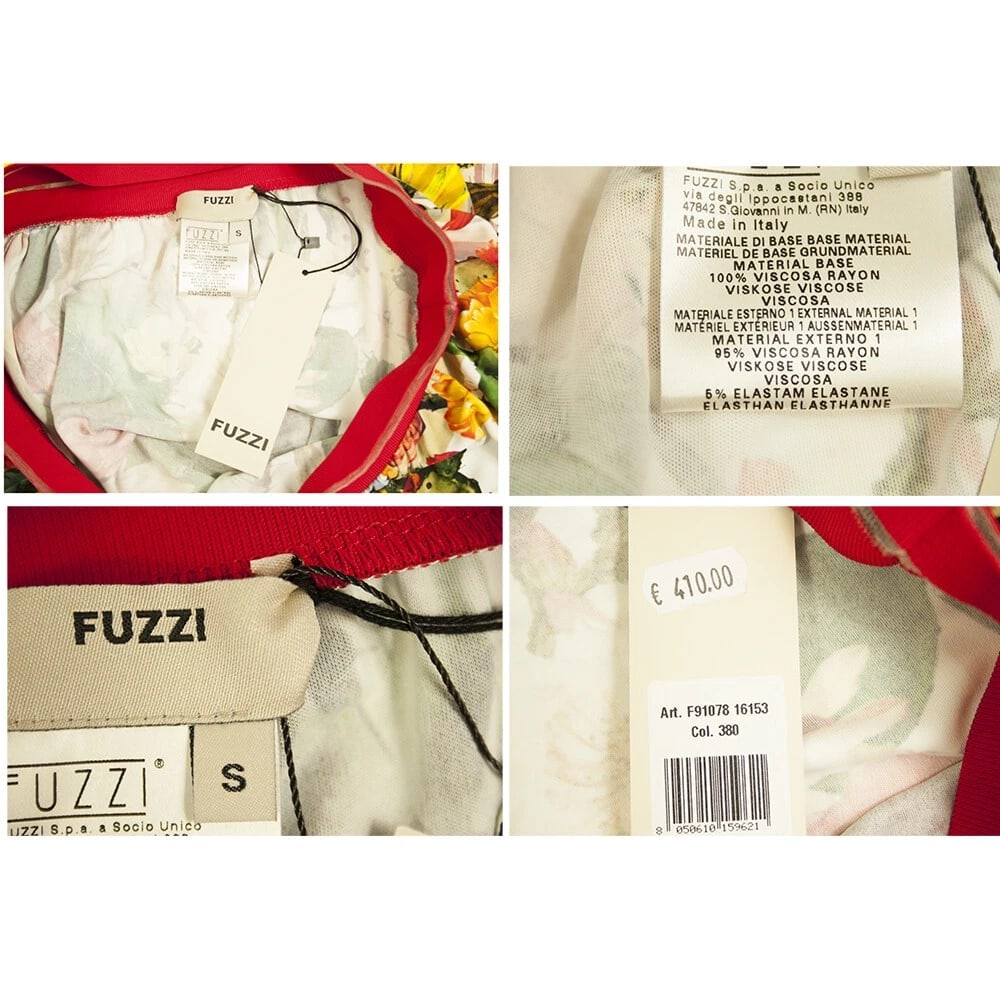 FUZZI
FUZZI
S
FUZZI
FUZZI S.p.a. a Socio Unico
via degli Ippocastani 388
47842 S.Giovanni in M. (RN) Italy
Made in Italy
MATERIALE DI BASE BASE MATERIAL
MATERIEL DE BASE GRUNDMATERIAL
MATERIAL BASE
100% VISCOSA RAYON
VISKOSE VISCOSE
VISCOSA
MATERIALE ESTERNO 1 EXTERNAL MATERIAL 1
MATÉRIEL EXTÉRIEUR 1 AUSSENMATERIAL 1
MATERIAL EXTERNO 1
95% VISCOSA RAYON
VISKOSE VISCOSE
VISCOSA
5% ELASTAM ELASTANE
ELASTHAN ELASTHANNE
FUZZI
FUZZI®
S
UZZI S.p.a. a Socio Unico
€ 410.00
Art. F91078 16153
Col. 380
8 050610 159621